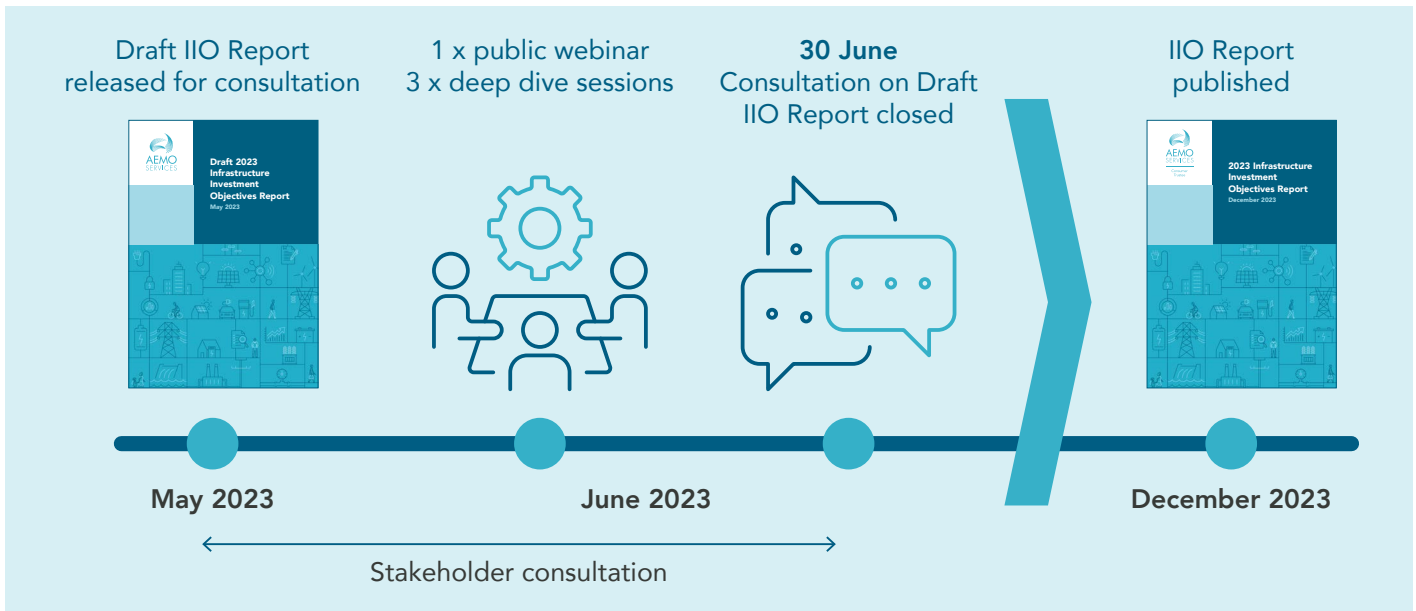 Draft IIO Report
released for consultation
1 x public webinar
3 x deep dive sessions
30 June
Consultation on Draft
IIO Report closed
IIO Report
published
AEMO
SERVICES
Draft 2023
Infrastructure
Investment
Objectives Report
May 2023
AEMO
SERVICES
Consumer
Trustee
2023 Infrastructure
Investment
Objectives Report
December 2023
May 2023
June 2023
December 2023
Stakeholder consultation